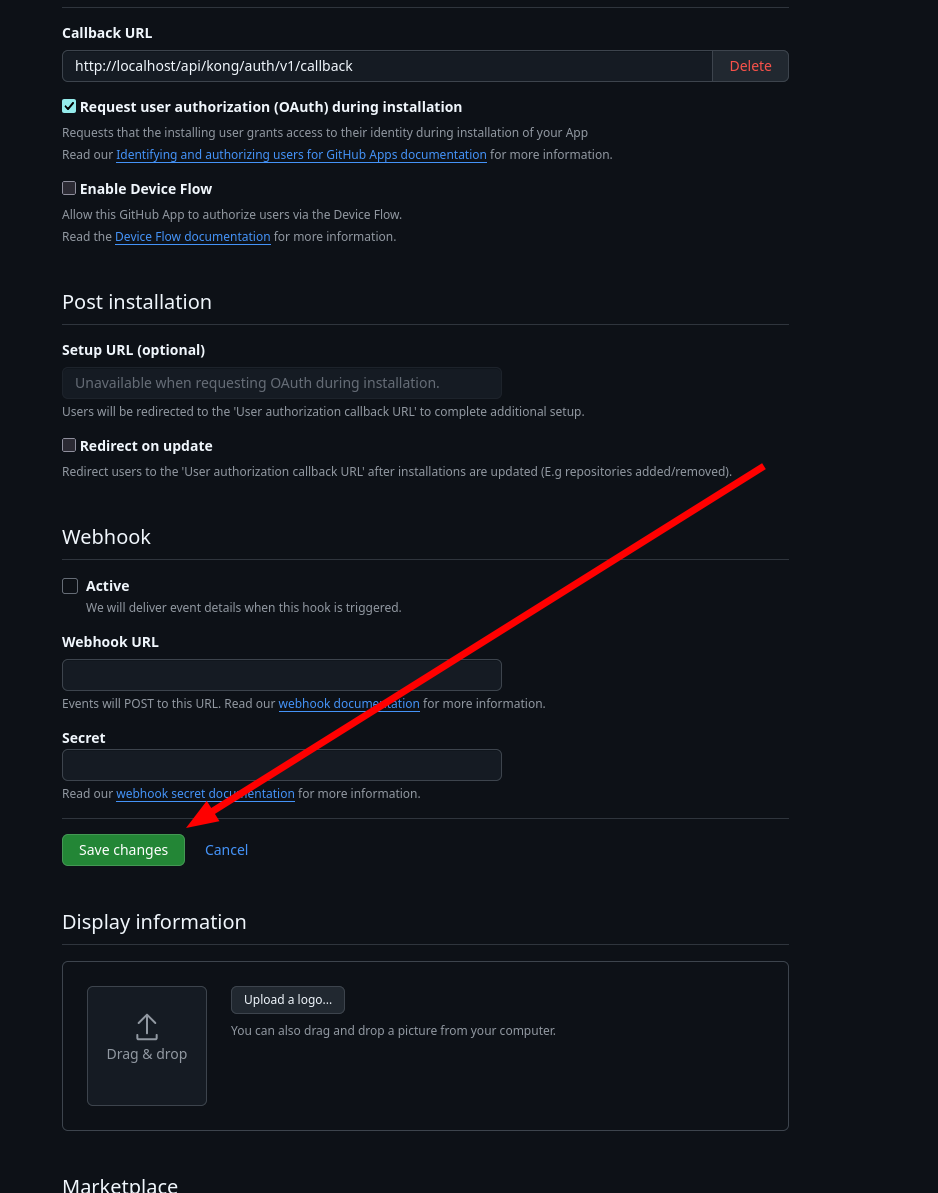 Callback URL
http://localhost/api/kong/auth/v1/callback
Delete
Request user authorization (OAuth) during installation
Requests that the installing user grants access to their identity during installation of your App
Read our Identifying and authorizing users for GitHub Apps documentation for more information.
Enable Device Flow
Allow this GitHub App to authorize users via the Device Flow.
Read the Device Flow documentation for more information.
Post installation
Setup URL (optional)
Unavailable when requesting OAuth during installation.
Users will be redirected to the 'User authorization callback URL' to complete additional setup.
Redirect on update
Redirect users to the 'User authorization callback URL' after installations are updated (E.g repositories added/removed).
Webhook
Active
We will deliver event details when this hook is triggered.
Webhook URL
Events will POST to this URL. Read our webhook documentation for more information.
Secret
Read our webhook secret documentation for more information.
Save changes
Cancel
Display information
Upload a logo...
You can also drag and drop a picture from your computer.
Drag & drop
Marketplace